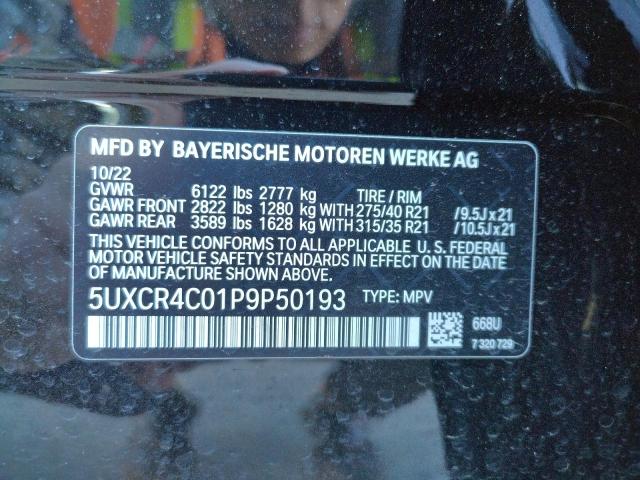 MFD BY BAYERISCHE MOTOREN WERKE AG
10/22
GVWR 6122 lbs 2777 kg TIRE / RIM
GAWR FRONT 2822 lbs 1280 kg WITH 275/40 R21 /9.5J x 21
GAWR REAR 3589 lbs 1628 kg WITH 315/35 R21 /10.5J x 21
THIS VEHICLE CONFORMS TO ALL APPLICABLE U. S. FEDERAL
MOTOR VEHICLE SAFETY STANDARDS IN EFFECT ON THE DATE
OF MANUFACTURE SHOWN ABOVE.
5UXCR4C01P9P50193 TYPE: MPV
668U
7 320 729